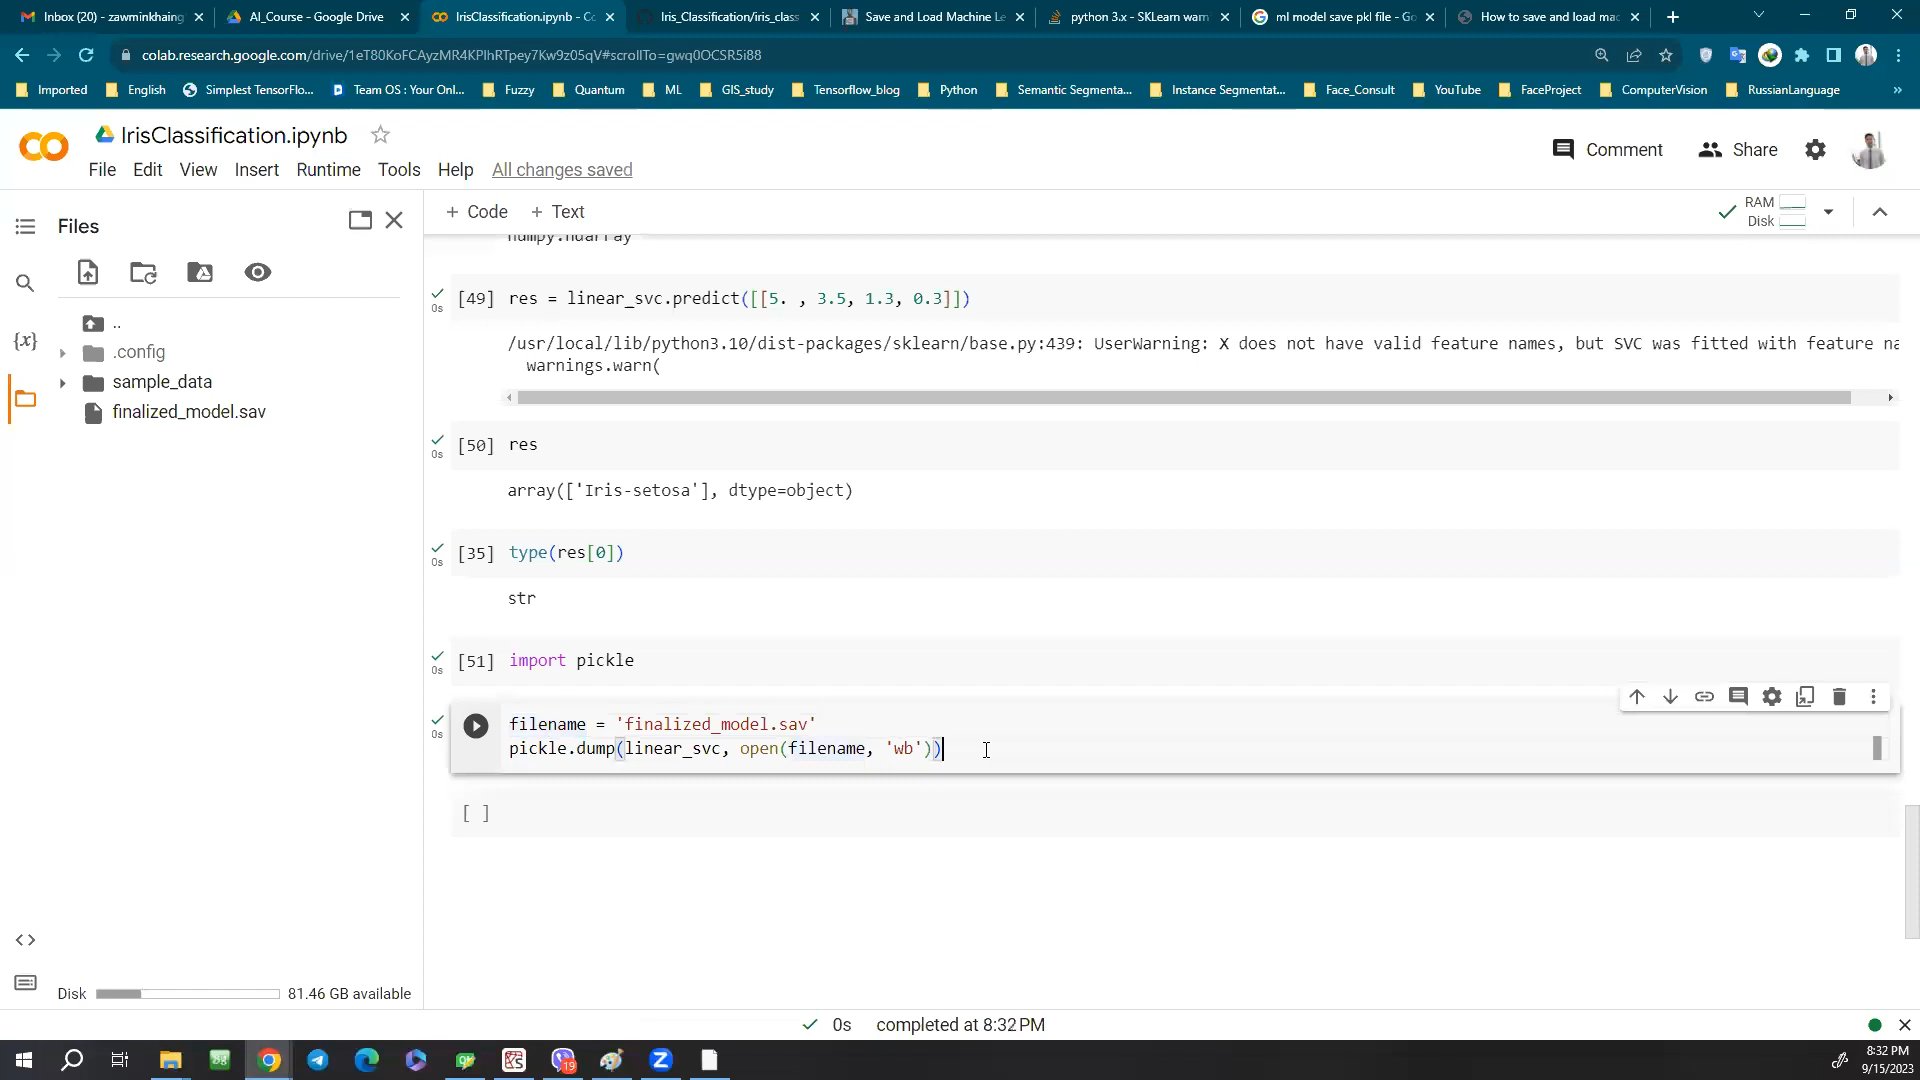 Inbox (20) - zawminkhaing
AI_Course - Google Drive
IrisClassification.ipynb - Co
Iris_Classification/iris_class
Save and Load Machine Le
python 3.x - SKLearn warn
ml model save pkl file - Go
How to save and load mac
colab.research.google.com/drive/1eT80KoFCAyzMR4KPlhRTpey7Kw9z05qV#scrollTo=gwq0OCSR5i88
Imported
English
Simplest TensorFlo...
Team OS : Your Onl...
Fuzzy
Quantum
ML
GIS_study
Tensorflow_blog
Python
Semantic Segmenta...
Instance Segmentat...
Face_Consult
YouTube
FaceProject
ComputerVision
RussianLanguage
IrisClassification.ipynb
Comment
Share
File Edit View Insert Runtime Tools Help All changes saved
Files
+ Code + Text
RAM
Disk
numpy.ndarray
..
.config
sample_data
finalized_model.sav
[49] res = linear_svc.predict([[5. , 3.5, 1.3, 0.3]])
0s
/usr/local/lib/python3.10/dist-packages/sklearn/base.py:439: UserWarning: X does not have valid feature names, but SVC was fitted with feature na
warnings.warn(
[50] res
0s
array(['Iris-setosa'], dtype=object)
[35] type(res[0])
0s
str
[51] import pickle
0s
filename = 'finalized_model.sav'
0s
pickle.dump(linear_svc, open(filename, 'wb'))
[ ]
Disk
81.46 GB available
0s completed at 8:32 PM
19
8:32 PM
9/15/2023